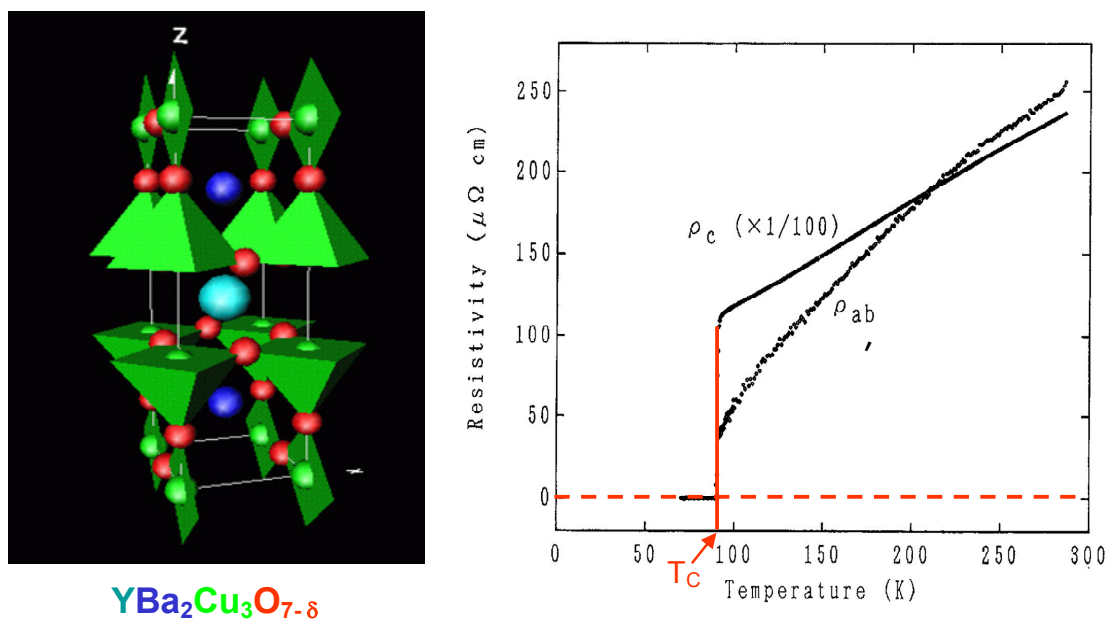 Z
YBa2Cu3O7-δ
Resistivity (μΩ cm)
250
200
150
100
50
0
ρc (×1/100)
ρab
0 50 100 150 200 250 300
TC
Temperature (K)